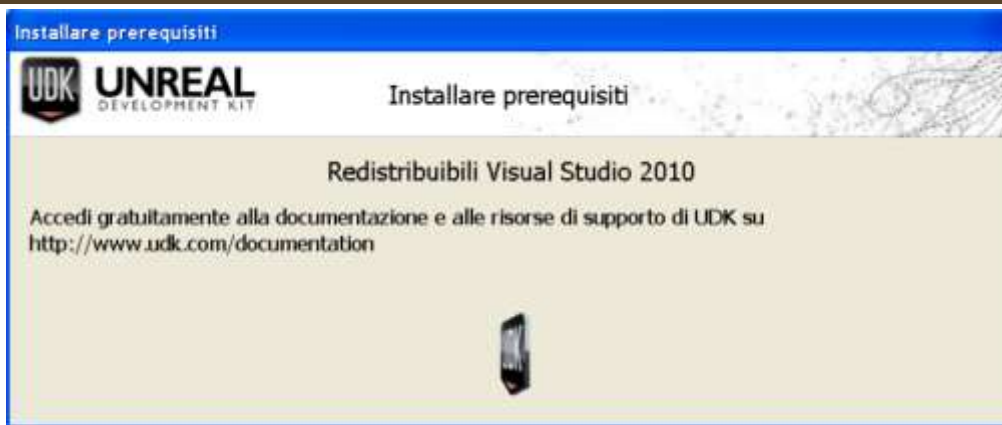 Installare prerequisiti
UDK UNREAL
DEVELOPMENT KIT
Installare prerequisiti
Redistribuibili Visual Studio 2010
Accedi gratuitamente alla documentazione e alle risorse di supporto di UDK su
http://www.udk.com/documentation